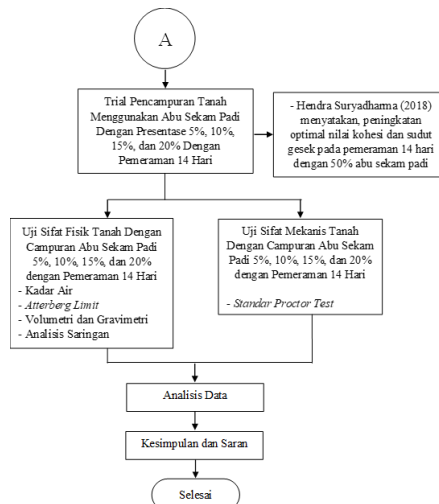 A
Trial Pencampuran Tanah
Menggunakan Abu Sekam Padi
Dengan Presentase 5%, 10%,
15%, dan 20% Dengan
Pemeraman 14 Hari
- Hendra Suryadharma (2018)
menyatakan, peningkatan
optimal nilai kohesi dan sudut
gesek pada pemeraman 14 hari
dengan 50% abu sekam padi
Uji Sifat Fisik Tanah Dengan
Campuran Abu Sekam Padi
5%, 10%, 15%, dan 20%
dengan Pemeraman 14 Hari
- Kadar Air
- Atterberg Limit
- Volumetri dan Gravimetri
- Analisis Saringan
Uji Sifat Mekanis Tanah
Dengan Campuran Abu Sekam
Padi 5%, 10%, 15%, dan 20%
dengan Pemeraman 14 Hari
- Standar Proctor Test
Analisis Data
Kesimpulan dan Saran
Selesai